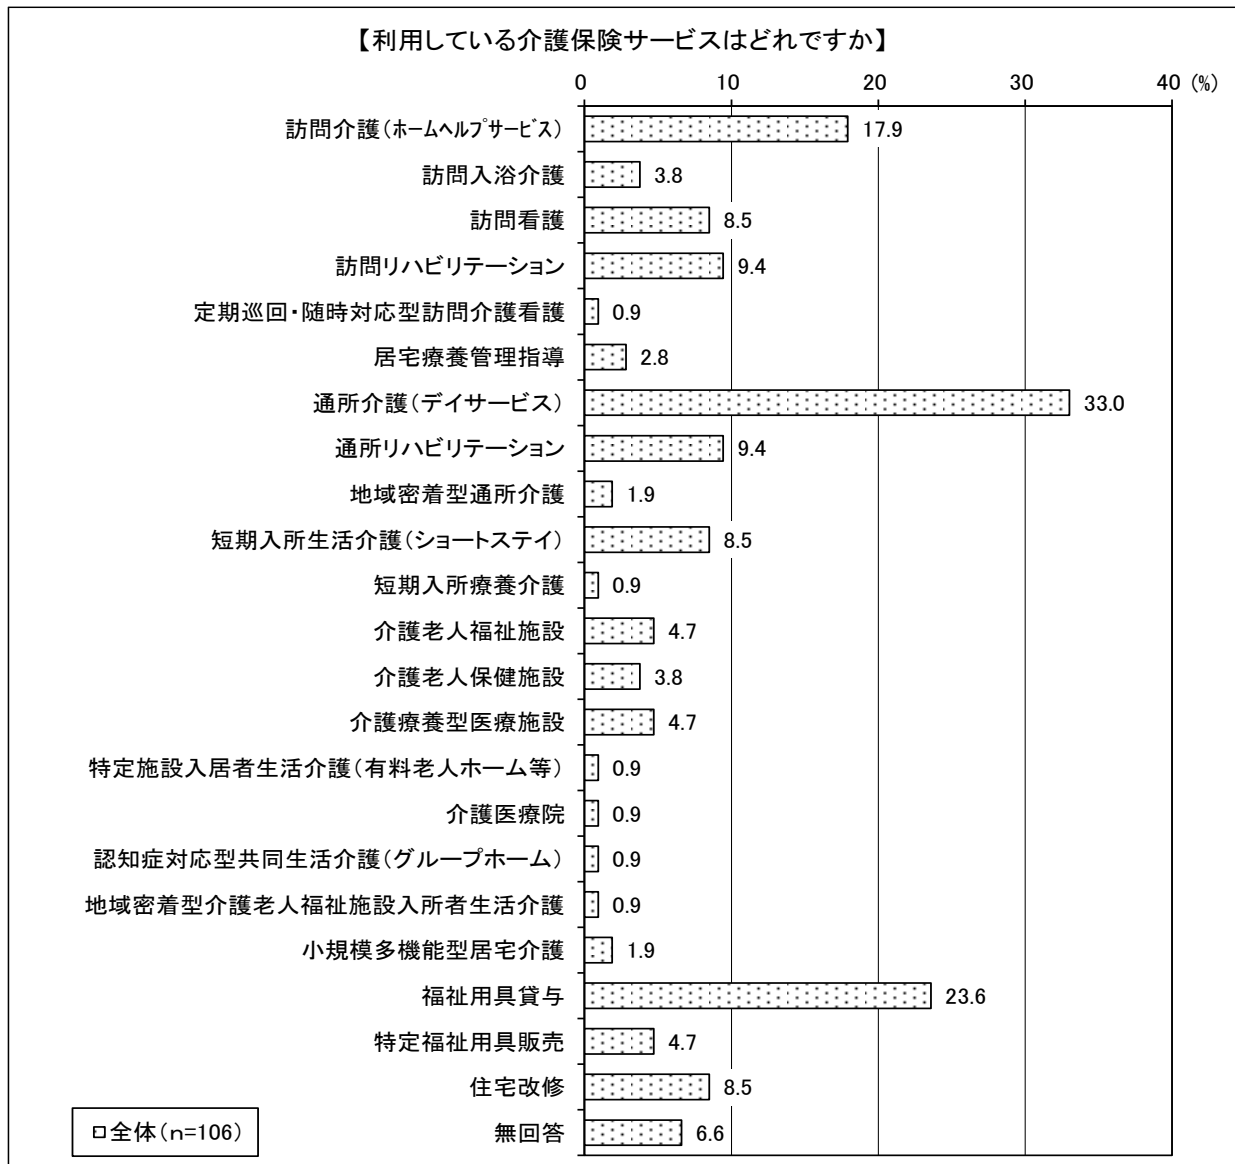 【利用している介護保険サービスはどれですか】
0 10 20 30 40 (%)
訪問介護(ホームヘルプサービス) 17.9
訪問入浴介護 3.8
訪問看護 8.5
訪問リハビリテーション 9.4
定期巡回・随時対応型訪問介護看護 0.9
居宅療養管理指導 2.8
通所介護(デイサービス) 33.0
通所リハビリテーション 9.4
地域密着型通所介護 1.9
短期入所生活介護(ショートステイ) 8.5
短期入所療養介護 0.9
介護老人福祉施設 4.7
介護老人保健施設 3.8
介護療養型医療施設 4.7
特定施設入居者生活介護(有料老人ホーム等) 0.9
介護医療院 0.9
認知症対応型共同生活介護(グループホーム) 0.9
地域密着型介護老人福祉施設入所者生活介護 0.9
小規模多機能型居宅介護 1.9
福祉用具貸与 23.6
特定福祉用具販売 4.7
住宅改修 8.5
無回答 6.6
全体(n=106)